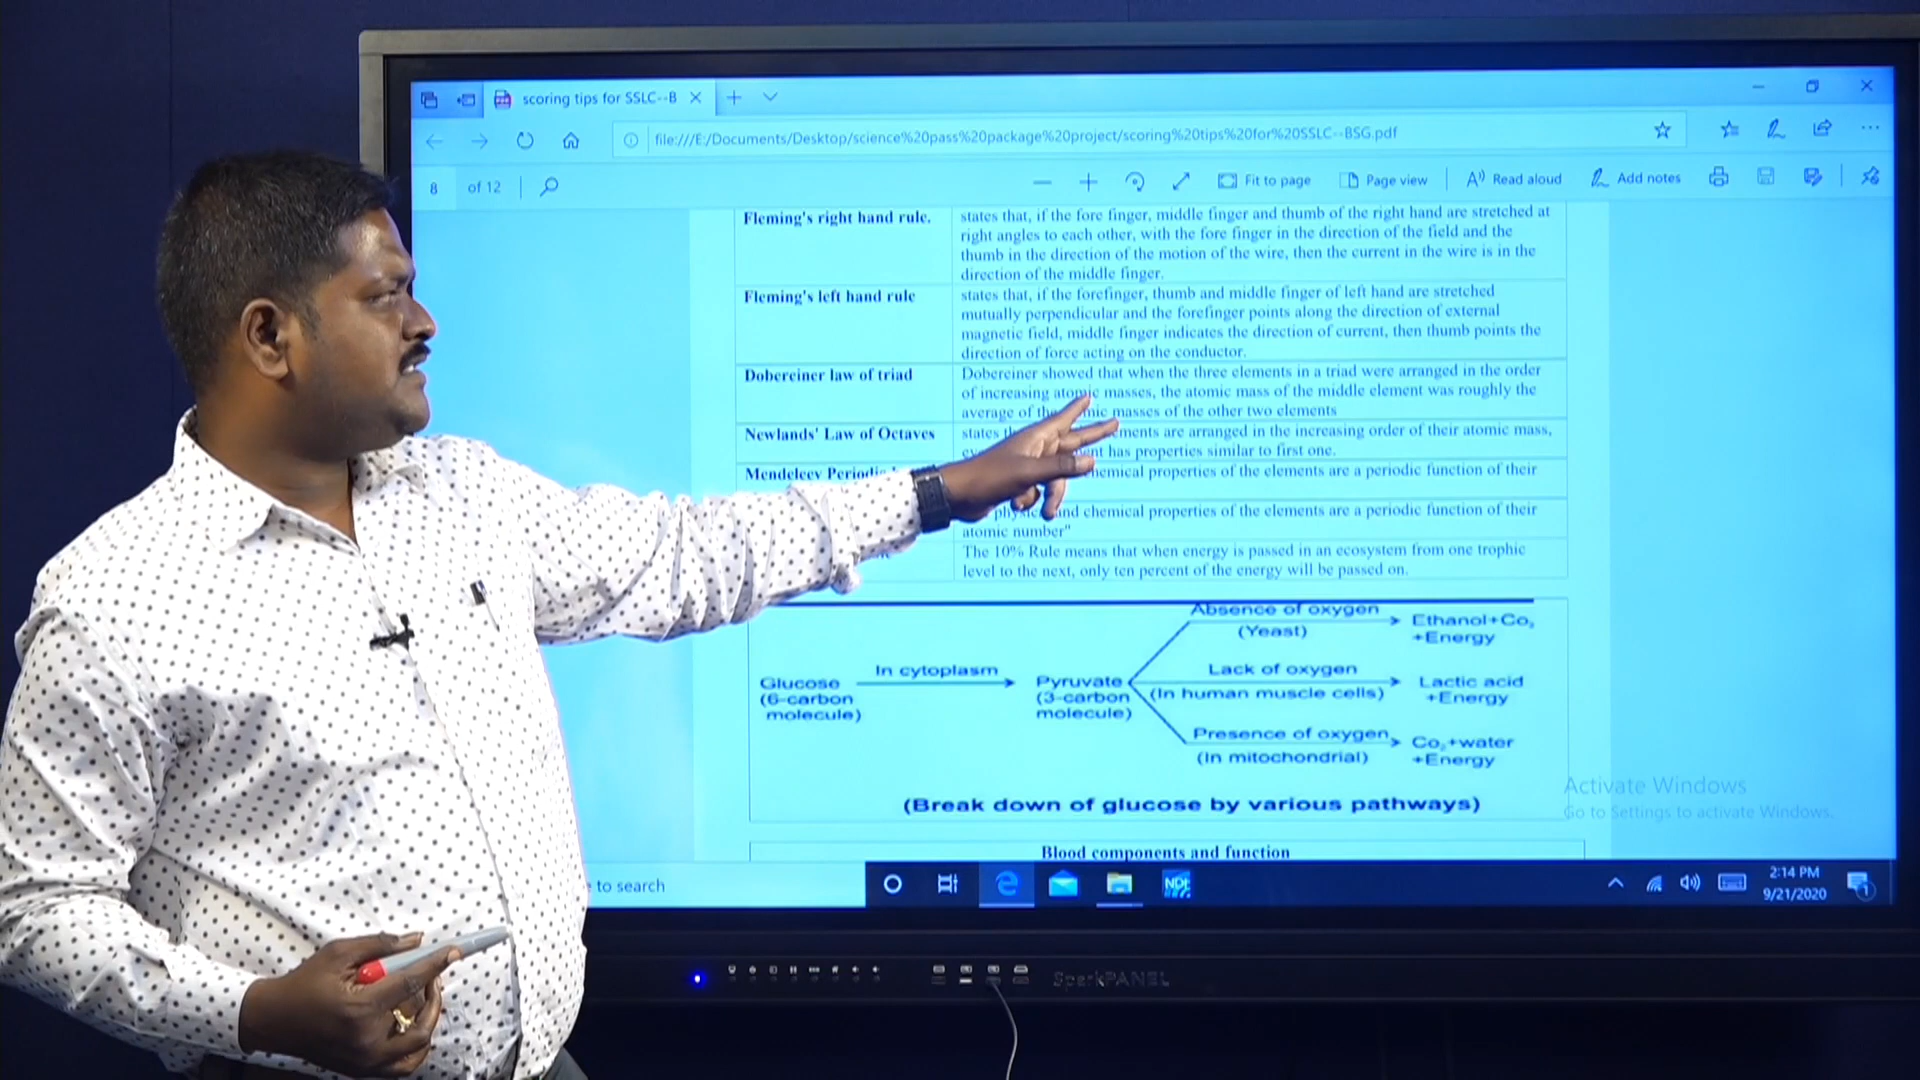 scoring tips for SSLC--B
file:///E:/Documents/Desktop/science%20pass%20package%20project/scoring%20tips%20for%20SSLC--BSG.pdf
8 of 12
Fit to page
Page view
Read aloud
Add notes
Fleming's right hand rule.
states that, if the fore finger, middle finger and thumb of the right hand are stretched at
right angles to each other, with the fore finger in the direction of the field and the
thumb in the direction of the motion of the wire, then the current in the wire is in the
direction of the middle finger.
Fleming's left hand rule
states that, if the forefinger, thumb and middle finger of left hand are stretched
mutually perpendicular and the forefinger points along the direction of external
magnetic field, middle finger indicates the direction of current, then thumb points the
direction of force acting on the conductor.
Dobereiner law of triad
Dobereiner showed that when the three elements in a triad were arranged in the order
of increasing atomic masses, the atomic mass of the middle element was roughly the
average of the masses of the other two elements
Newlands' Law of Octaves
states are arranged in the increasing order of their atomic mass,
has properties similar to first one.
Mendeleev Periodic
chemical properties of the elements are a periodic function of their
and chemical properties of the elements are a periodic function of their
atomic number"
The 10% Rule means that when energy is passed in an ecosystem from one trophic
level to the next, only ten percent of the energy will be passed on.
Glucose
(6-carbon
molecule)
In cytoplasm
Pyruvate
(3-carbon
molecule)
Absence of oxygen
(Yeast)
Ethanol+Co₂
+Energy
Lack of oxygen
(In human muscle cells)
Lactic acid
+Energy
Presence of oxygen
(In mitochondrial)
Co₂+water
+Energy
(Break down of glucose by various pathways)
Activate Windows
Go to Settings to activate Windows.
Blood components and function
to search
NDL
2:14 PM
9/21/2020
1
SparkPANEL